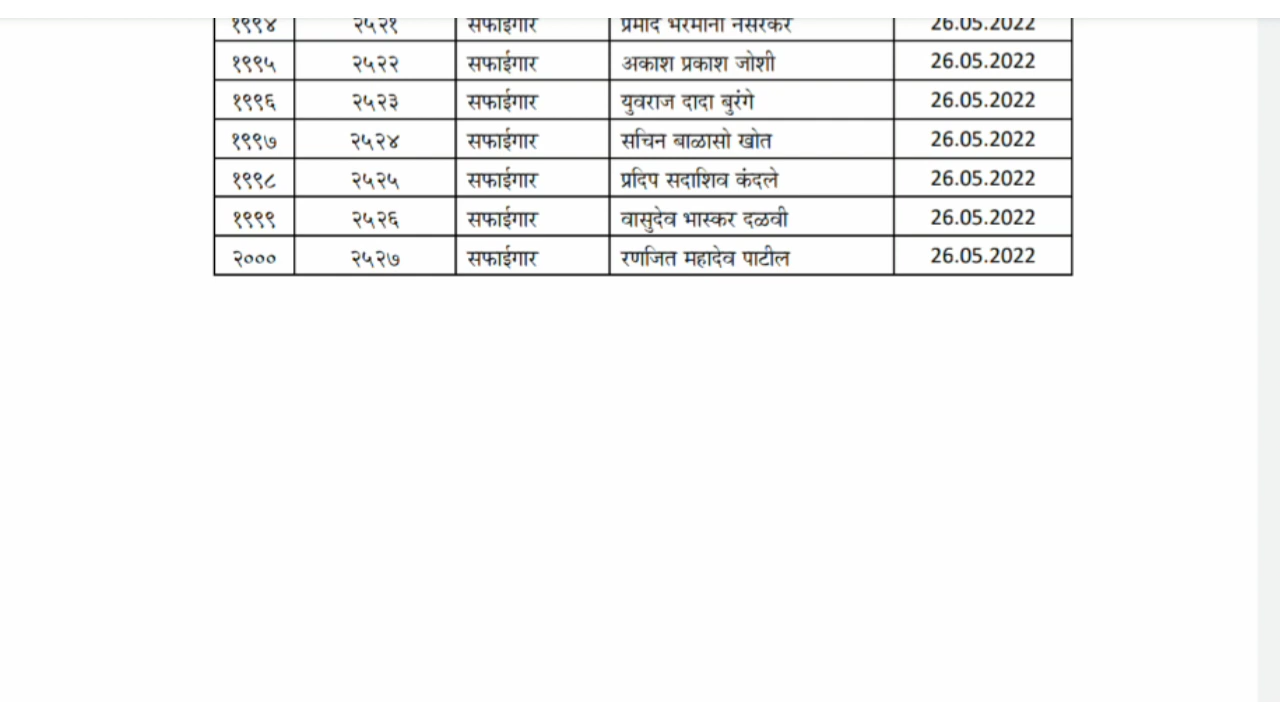 १९९४ २५२१ सफाईगार 26.05.2022
१९९५ २५२२ सफाईगार अकाश प्रकाश जोशी 26.05.2022
१९९६ २५२३ सफाईगार युवराज दादा बुरंगे 26.05.2022
१९९७ २५२४ सफाईगार सचिन बाळासो खोत 26.05.2022
१९९८ २५२५ सफाईगार प्रदिप सदाशिव कंदले 26.05.2022
१९९९ २५२६ सफाईगार वासुदेव भास्कर दळवी 26.05.2022
२००० २५२७ सफाईगार रणजित महादेव पाटील 26.05.2022